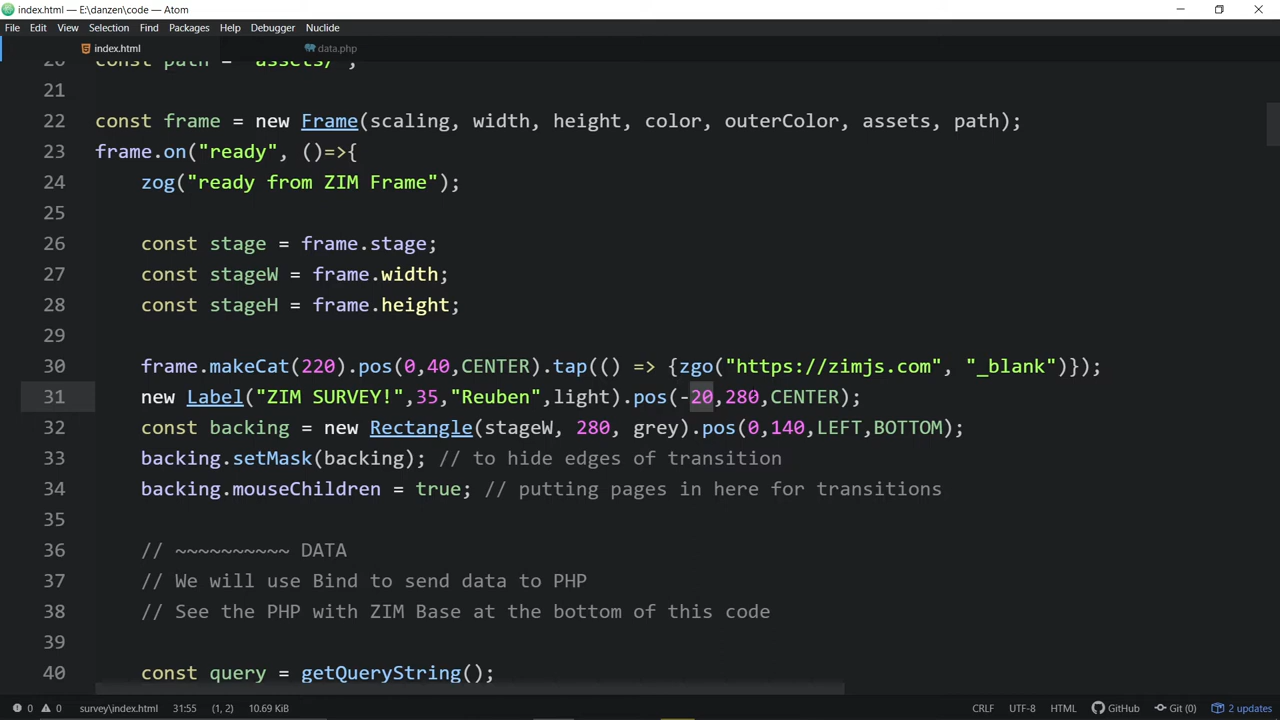 index.html — E:\danzen\code — Atom
File Edit View Selection Find Packages Help Debugger Nuclide
index.html data.php
20 const path = "assets/";
21
22 const frame = new Frame(scaling, width, height, color, outerColor, assets, path);
23 frame.on("ready", ()=>{
24 zog("ready from ZIM Frame");
25
26 const stage = frame.stage;
27 const stageW = frame.width;
28 const stageH = frame.height;
29
30 frame.makeCat(220).pos(0,40,CENTER).tap(() => {zgo("https://zimjs.com", "_blank")});
31 new Label("ZIM SURVEY!",35,"Reuben",light).pos(-20,280,CENTER);
32 const backing = new Rectangle(stageW, 280, grey).pos(0,140,LEFT,BOTTOM);
33 backing.setMask(backing); // to hide edges of transition
34 backing.mouseChildren = true; // putting pages in here for transitions
35
36 // ~~~~~~~~~~ DATA
37 // We will use Bind to send data to PHP
38 // See the PHP with ZIM Base at the bottom of this code
39
40 const query = getQueryString();
0 0 survey\index.html 31:55 (1, 2) 10.69 KiB CRLF UTF-8 HTML GitHub Git (0) 2 updates